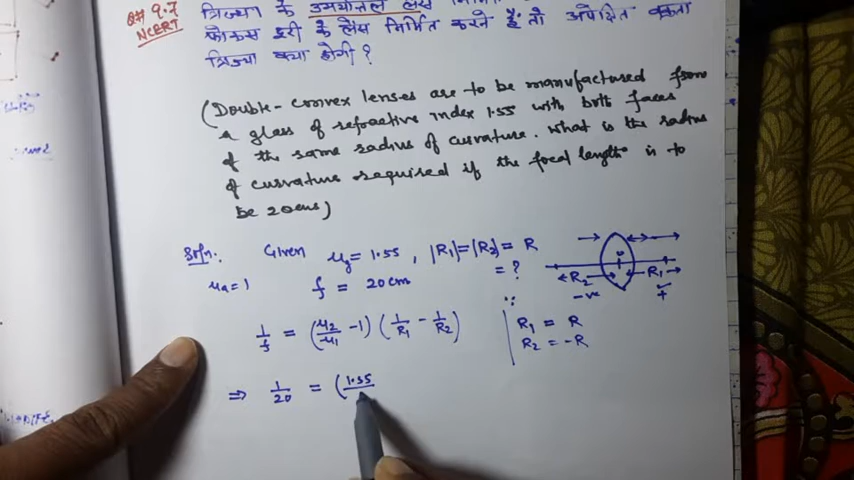 Q# 9.7
NCERT
त्रिज्या के उभयोत्तल लेंस
फोकस दूरी के लेंस निर्मित करने हैं तो अपेक्षित वक्रता
त्रिज्या क्या होगी ?
(Double-convex lenses are to be manufactured from
a glass of refractive index 1.55 with both faces
of the same radius of curvature. What is the radius
of curvature required if the focal length is to
be 20cm)
Soln:. Given μg = 1.55 , |R1|=|R2| = R
= ?
μa = 1 f = 20cm
R2 R1
-ve +
∵
1/f = (μ2/μ1 - 1) (1/R1 - 1/R2)
R1 = R
R2 = -R
⇒ 1/20 = (1.55